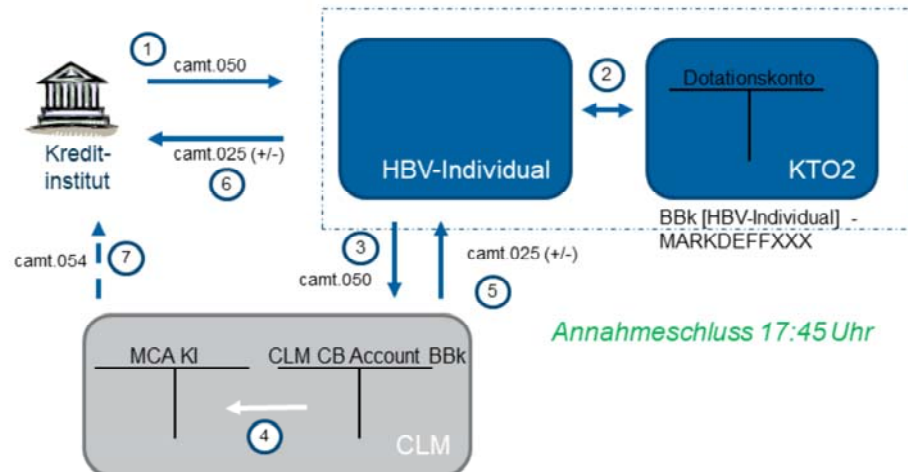 1
camt.050
2
Dotationskonto
Kredit-
institut
camt.025 (+/-)
6
HBV-Individual
KTO2
BBk [HBV-Individual] -
MARKDEFFXXX
3
camt.050
camt.025 (+/-)
5
camt.054
7
Annahmeschluss 17:45 Uhr
MCA KI
CLM CB Account BBk
4
CLM